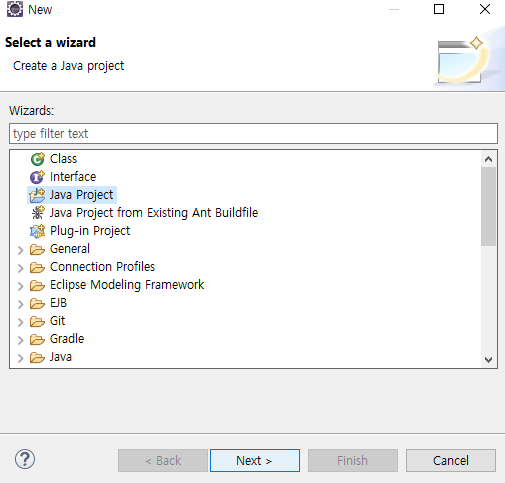 New
Select a wizard
Create a Java project
Wizards:
type filter text
Class
Interface
Java Project
Java Project from Existing Ant Buildfile
Plug-in Project
General
Connection Profiles
Eclipse Modeling Framework
EJB
Git
Gradle
Java
< Back Next > Finish Cancel